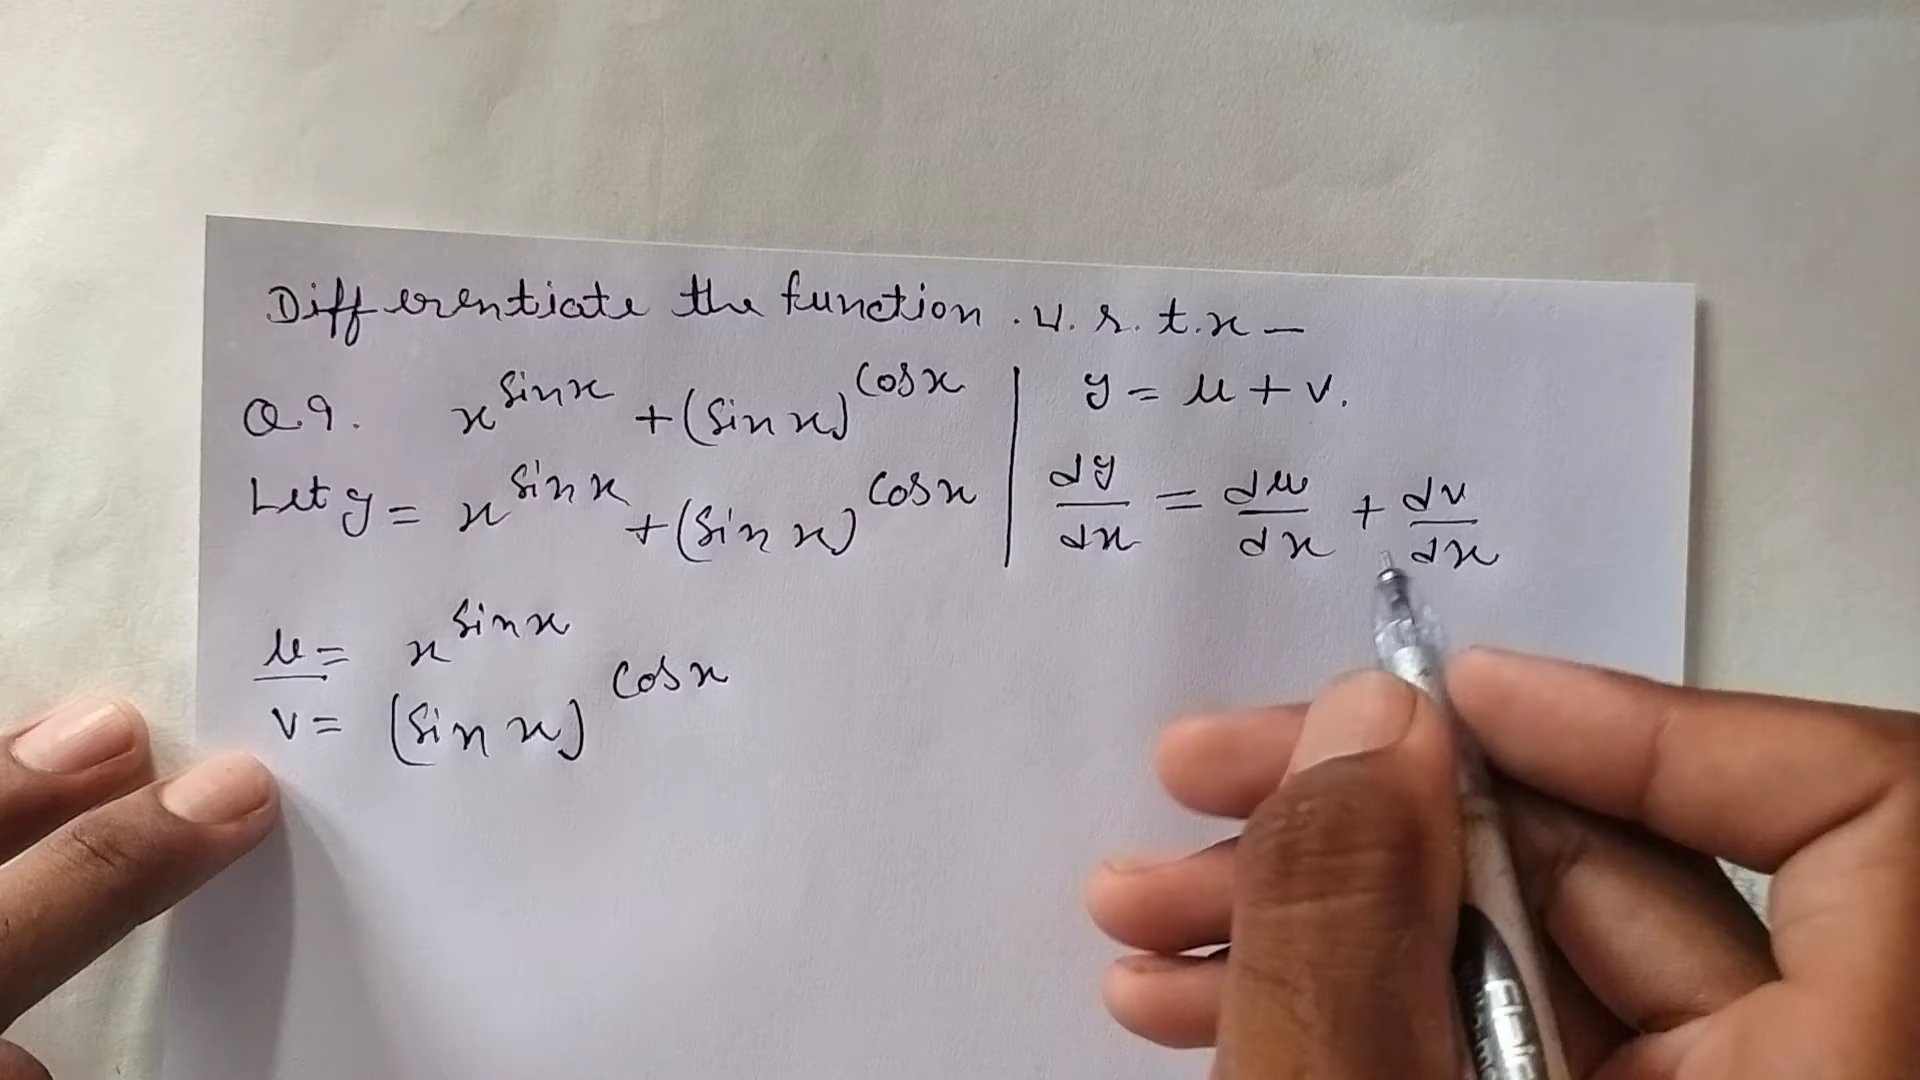 Differentiate the function .w.r.t.x —
Q.9. x^sinx + (sin x)^cosx
Let y = x^sinx + (sin x)^cosx
u = x^sinx
v = (sin x)^cosx
y = u + v.
dy/dx = du/dx + dv/dx
Flair